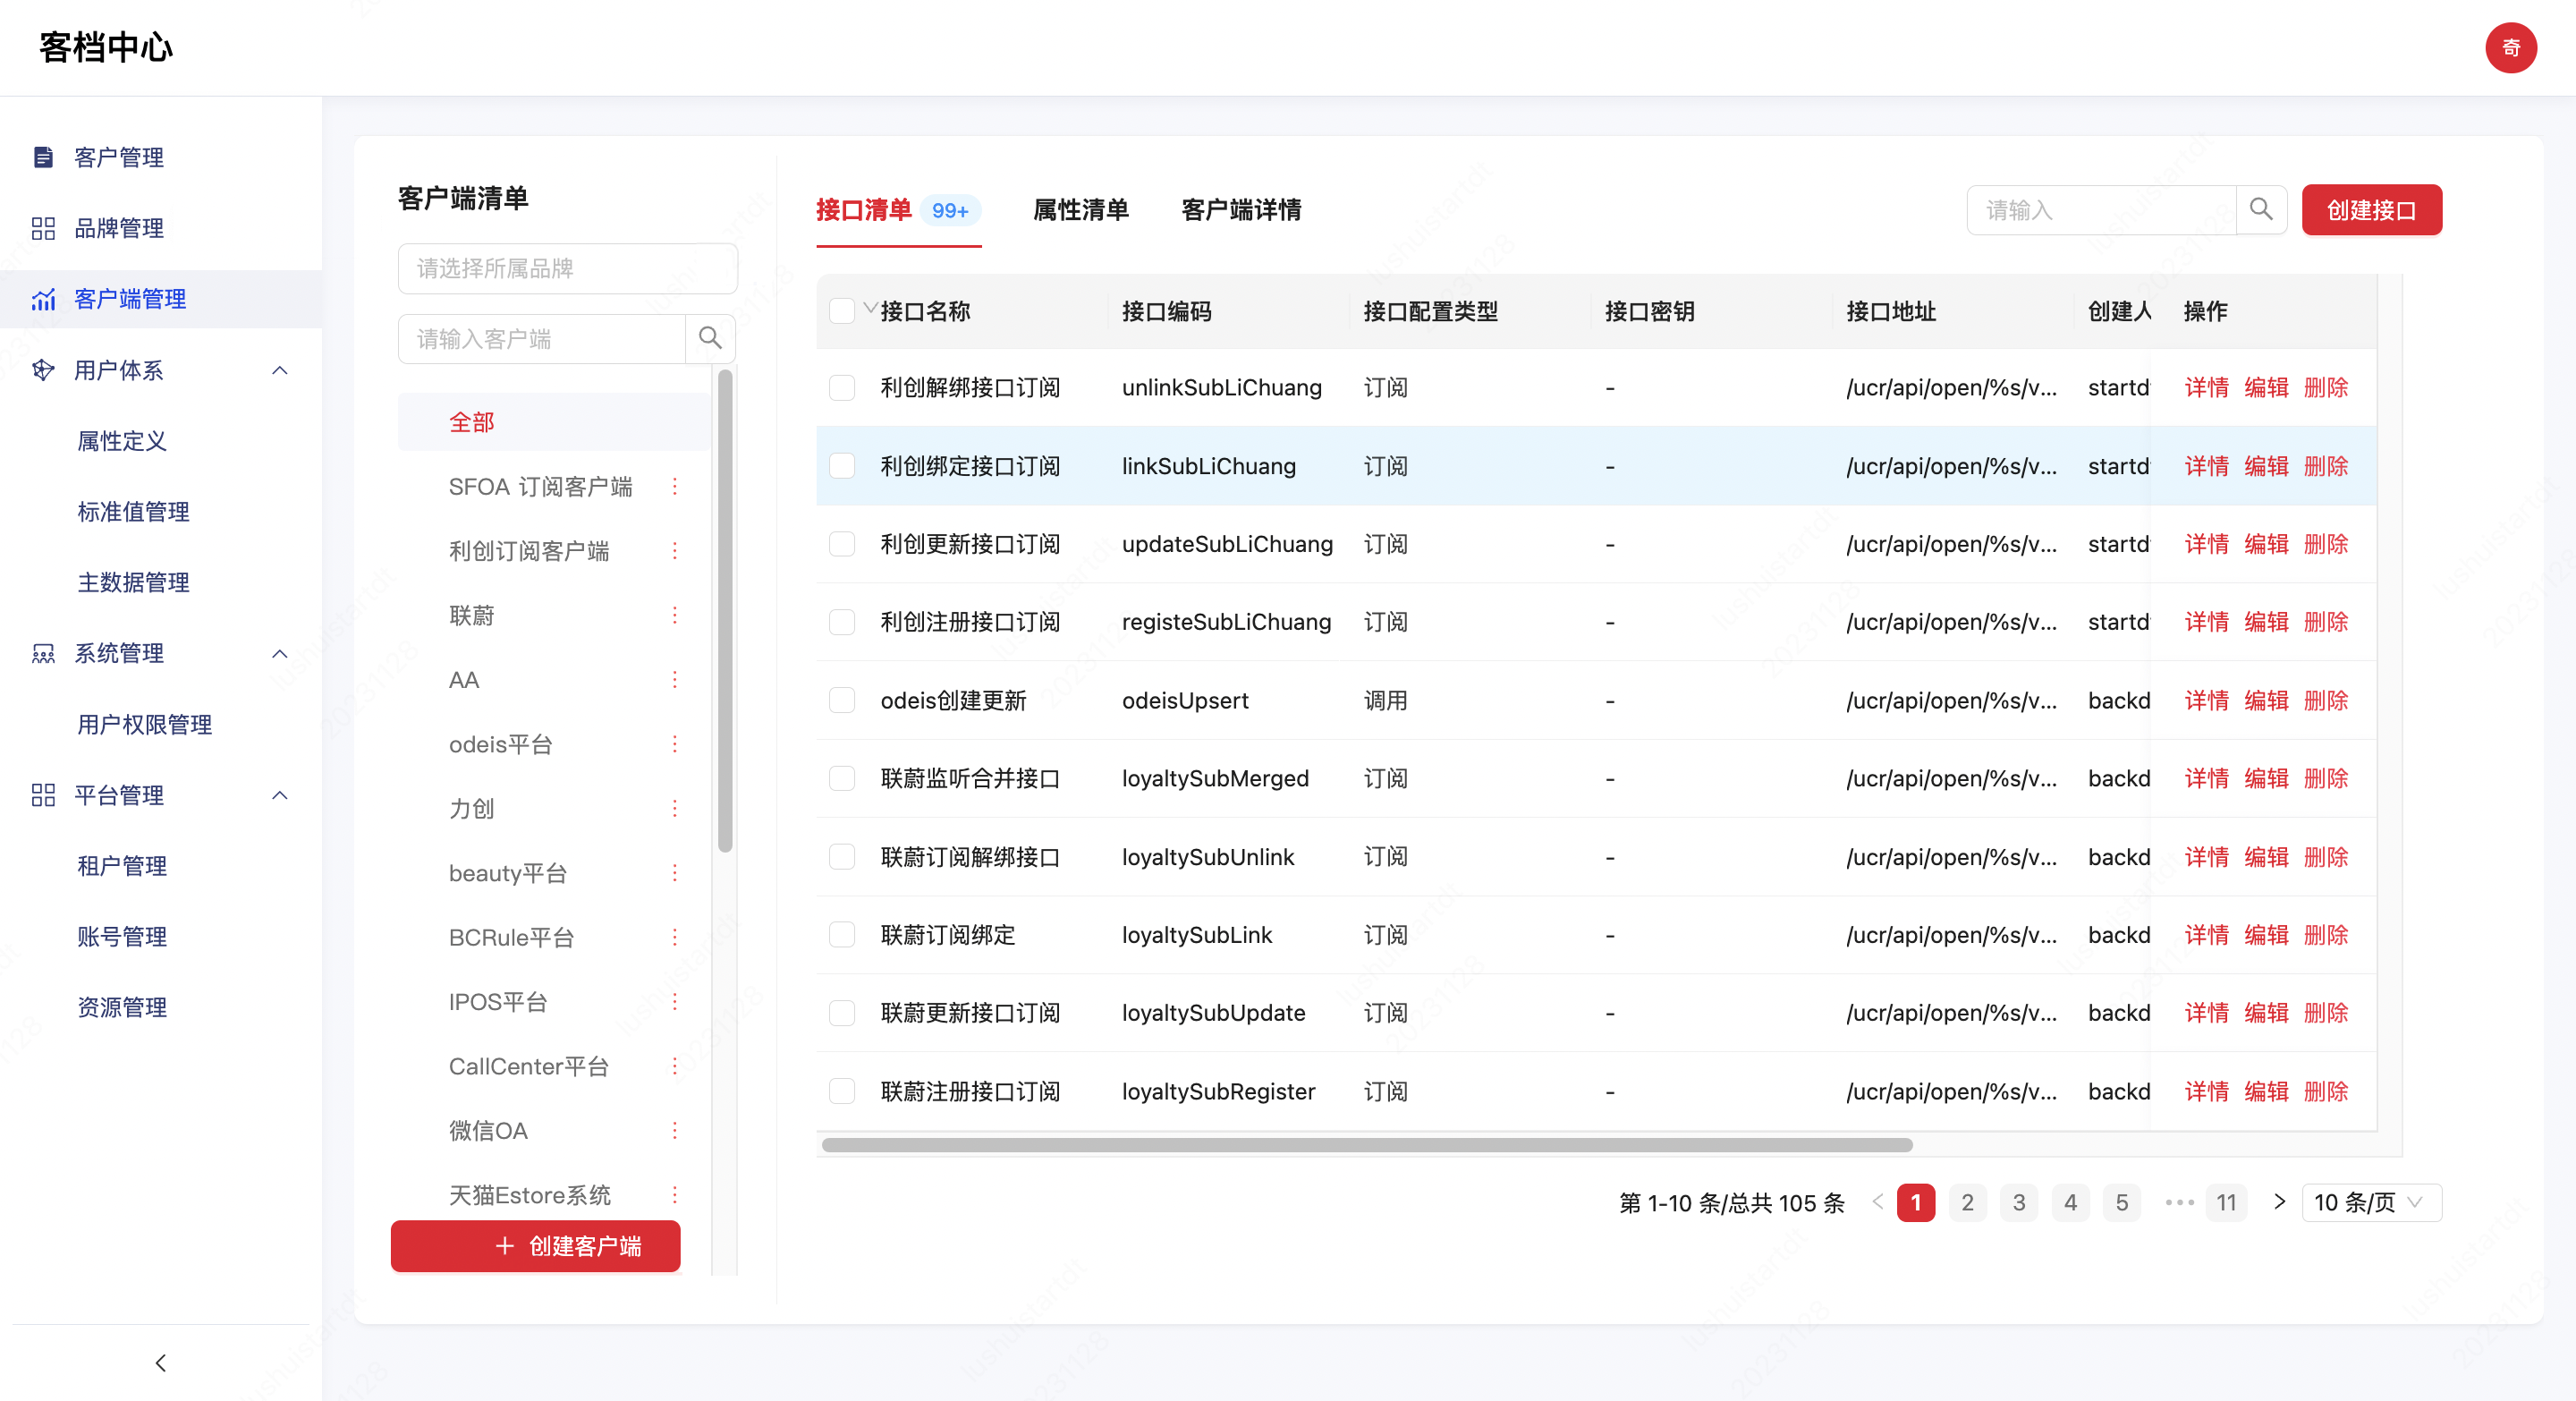 客档中心
奇
客户管理
品牌管理
客户端管理
用户体系
属性定义
标准值管理
主数据管理
系统管理
用户权限管理
平台管理
租户管理
账号管理
资源管理
客户端清单
请选择所属品牌
请输入客户端
全部
SFOA 订阅客户端
利创订阅客户端
联蔚
AA
odeis平台
力创
beauty平台
BCRule平台
IPOS平台
CallCenter平台
微信OA
天猫Estore系统
创建客户端
接口清单 99+ 属性清单 客户端详情 请输入 创建接口
接口名称 接口编码 接口配置类型 接口密钥 接口地址 创建人 操作
利创解绑接口订阅 unlinkSubLiChuang 订阅 - /ucr/api/open/%s/v... startd 详情 编辑 删除
利创绑定接口订阅 linkSubLiChuang 订阅 - /ucr/api/open/%s/v... startd 详情 编辑 删除
利创更新接口订阅 updateSubLiChuang 订阅 - /ucr/api/open/%s/v... startd 详情 编辑 删除
利创注册接口订阅 registeSubLiChuang 订阅 - /ucr/api/open/%s/v... startd 详情 编辑 删除
odeis创建更新 odeisUpsert 调用 - /ucr/api/open/%s/v... backd 详情 编辑 删除
联蔚监听合并接口 loyaltySubMerged 订阅 - /ucr/api/open/%s/v... backd 详情 编辑 删除
联蔚订阅解绑接口 loyaltySubUnlink 订阅 - /ucr/api/open/%s/v... backd 详情 编辑 删除
联蔚订阅绑定 loyaltySubLink 订阅 - /ucr/api/open/%s/v... backd 详情 编辑 删除
联蔚更新接口订阅 loyaltySubUpdate 订阅 - /ucr/api/open/%s/v... backd 详情 编辑 删除
联蔚注册接口订阅 loyaltySubRegister 订阅 - /ucr/api/open/%s/v... backd 详情 编辑 删除
第 1-10 条/总共 105 条 1 2 3 4 5 ••• 11 10 条/页
lushuistartdt
20231128